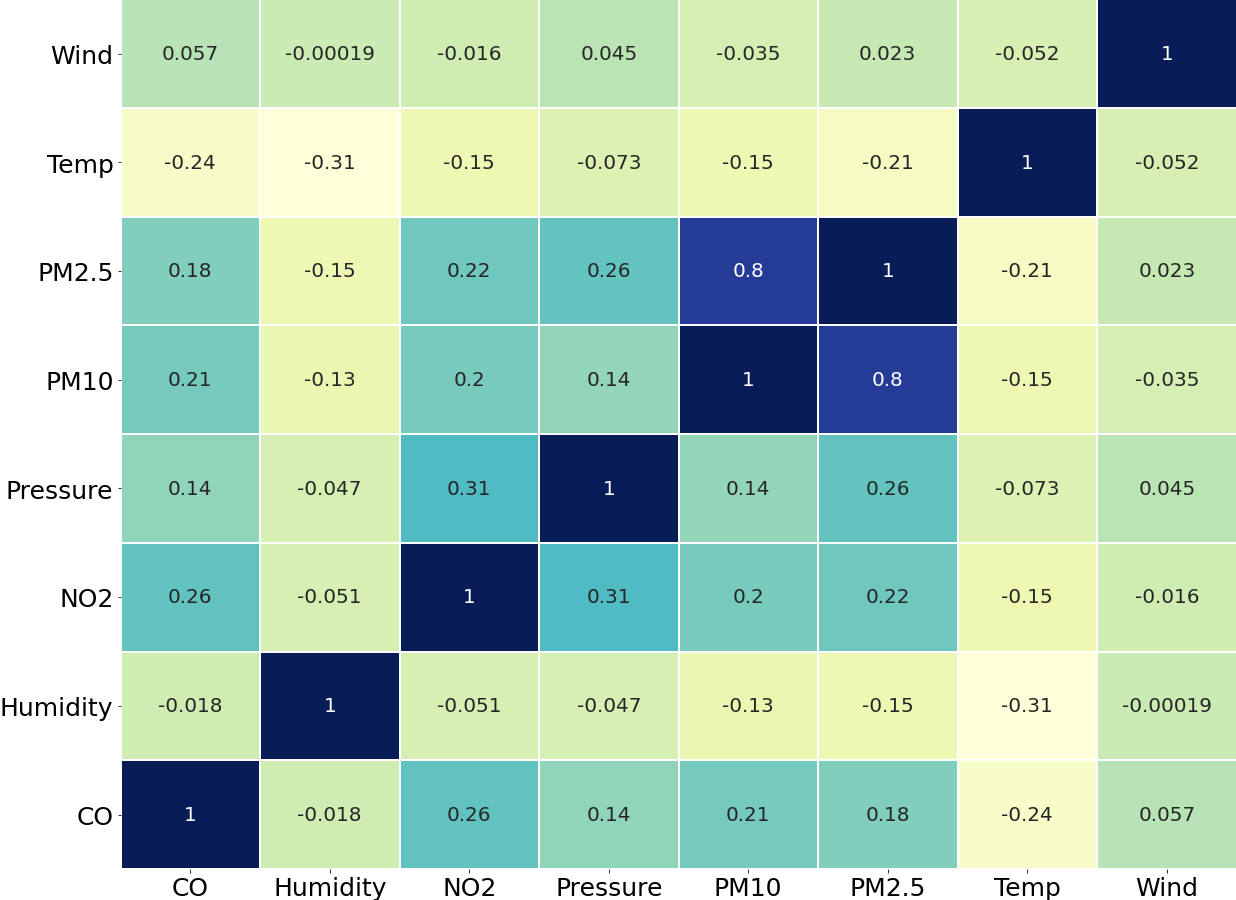 Wind 0.057 -0.00019 -0.016 0.045 -0.035 0.023 -0.052 1
Temp -0.24 -0.31 -0.15 -0.073 -0.15 -0.21 1 -0.052
PM2.5 0.18 -0.15 0.22 0.26 0.8 1 -0.21 0.023
PM10 0.21 -0.13 0.2 0.14 1 0.8 -0.15 -0.035
Pressure 0.14 -0.047 0.31 1 0.14 0.26 -0.073 0.045
NO2 0.26 -0.051 1 0.31 0.2 0.22 -0.15 -0.016
Humidity -0.018 1 -0.051 -0.047 -0.13 -0.15 -0.31 -0.00019
CO 1 -0.018 0.26 0.14 0.21 0.18 -0.24 0.057
CO Humidity NO2 Pressure PM10 PM2.5 Temp Wind